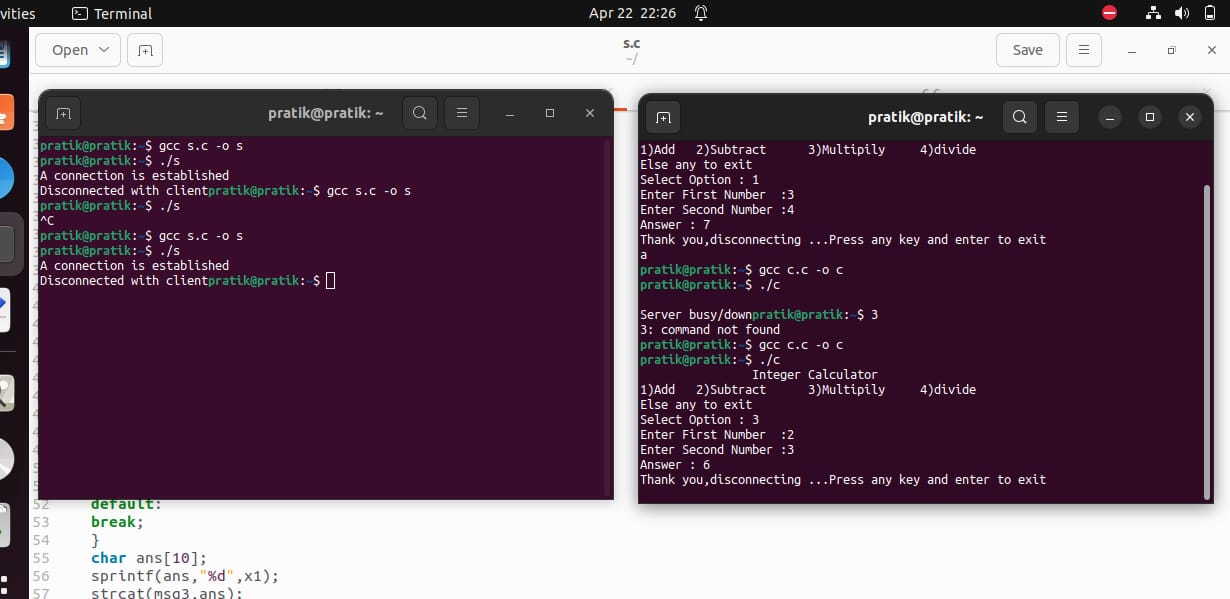 vities
Terminal
Apr 22 22:26
Open
s.c
~/
Save
pratik@pratik: ~
pratik@pratik:~$ gcc s.c -o s
pratik@pratik:~$ ./s
A connection is established
Disconnected with clientpratik@pratik:~$ gcc s.c -o s
pratik@pratik:~$ ./s
^C
pratik@pratik:~$ gcc s.c -o s
pratik@pratik:~$ ./s
A connection is established
Disconnected with clientpratik@pratik:~$
pratik@pratik: ~
1)Add 2)Subtract 3)Multipily 4)divide
Else any to exit
Select Option : 1
Enter First Number :3
Enter Second Number :4
Answer : 7
Thank you,disconnecting ...Press any key and enter to exit
a
pratik@pratik:~$ gcc c.c -o c
pratik@pratik:~$ ./c
Server busy/downpratik@pratik:~$ 3
3: command not found
pratik@pratik:~$ gcc c.c -o c
pratik@pratik:~$ ./c
Integer Calculator
1)Add 2)Subtract 3)Multipily 4)divide
Else any to exit
Select Option : 3
Enter First Number :2
Enter Second Number :3
Answer : 6
Thank you,disconnecting ...Press any key and enter to exit
52 default:
53 break;
54 }
55 char ans[10];
56 sprintf(ans,"%d",x1);
57 strcat(msg3,ans);